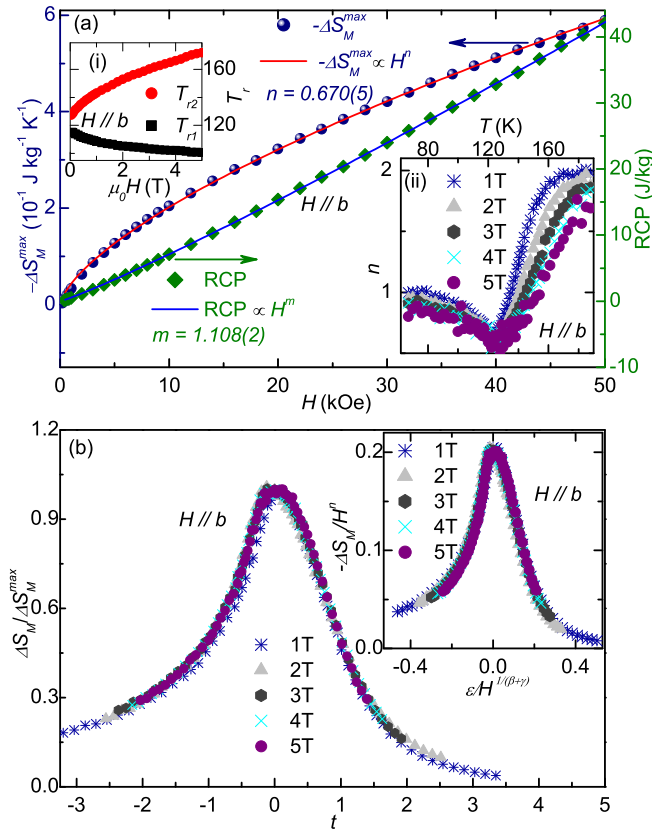 (a)
-ΔS_M^max
-ΔS_M^max ∝ H^n
n = 0.670(5)
(i)
160
120
T_r
T_r2
T_r1
H // b
0
2
4
μ_0H (T)
6
4
2
0
-ΔS_M^max (10^-1 J kg^-1 K^-1)
40
30
20
10
0
-10
RCP (J/kg)
H // b
RCP
RCP ∝ H^m
m = 1.108(2)
T (K)
80
120
160
(ii)
2
1
n
1T
2T
3T
4T
5T
H // b
0
10
20
30
40
50
H (kOe)
(b)
1.2
0.9
0.6
0.3
0.0
ΔS_M/ΔS_M^max
H // b
1T
2T
3T
4T
5T
-3
-2
-1
0
1
2
3
4
5
t
0.2
0.1
0.0
-ΔS_M/H^n
1T
2T
3T
4T
5T
H // b
-0.4
0.0
0.4
ε/H^1/(β+γ)